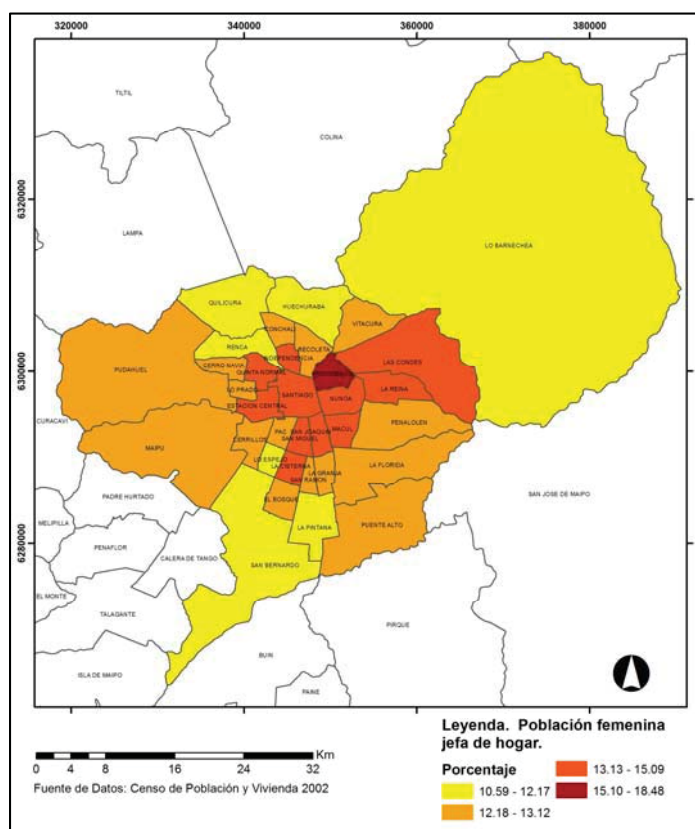 320000 340000 360000 380000
TILTIL
COLINA
6320000 6320000
LAMPA
LO BARNECHEA
QUILICURA HUECHURABA
VITACURA
CONCHALI
RECOLETA
RENCA INDEPENDENCIA
LAS CONDES
PUDAHUEL CERRO NAVIA
6300000 6300000
QUINTA NORMAL
LO PRADO SANTIAGO LA REINA
ÑUÑOA
ESTACION CENTRAL
CURACAVI
MACUL PEÑALOLEN
CERRILLOS PAC SAN JOAQUIN
SAN MIGUEL
MAIPU
LO ESPEJO LA CISTERNA LA GRANJA LA FLORIDA
SAN RAMON
PADRE HURTADO EL BOSQUE SAN JOSE DE MAIPO
MELIPILLA
LA PINTANA PUENTE ALTO
6280000 6280000
PEÑAFLOR
CALERA DE TANGO
SAN BERNARDO
EL MONTE
TALAGANTE
PIRQUE
BUIN
ISLA DE MAIPO
PAINE
Leyenda. Población femenina
jefa de hogar.
Porcentaje
10.59 - 12.17
12.18 - 13.12
13.13 - 15.09
15.10 - 18.48
Km
0 4 8 16 24 32
Fuente de Datos: Censo de Población y Vivienda 2002